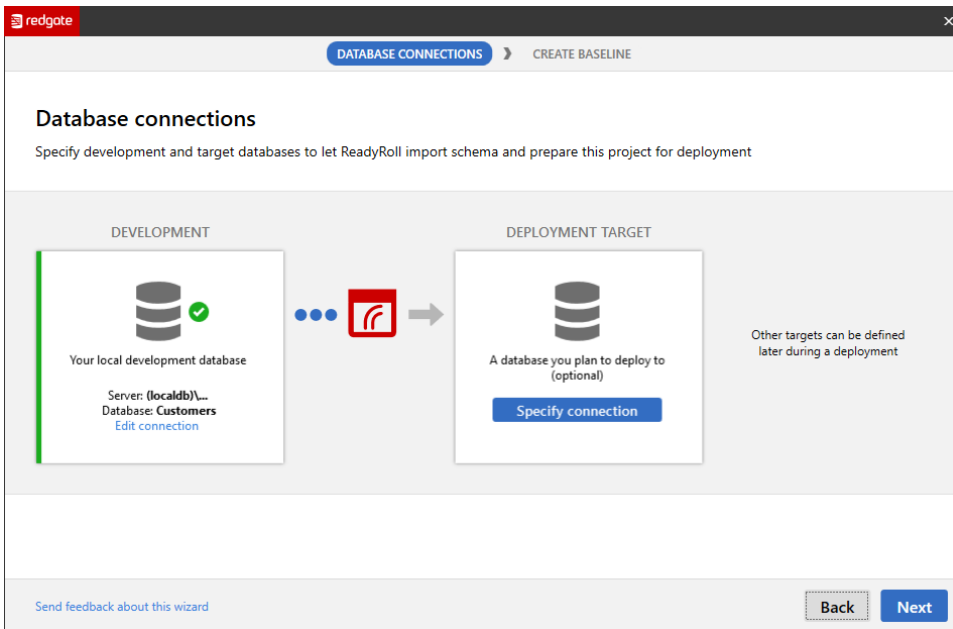 redgate
DATABASE CONNECTIONS
CREATE BASELINE
Database connections
Specify development and target databases to let ReadyRoll import schema and prepare this project for deployment
DEVELOPMENT
Your local development database
Server: (localdb)\...
Database: Customers
Edit connection
DEPLOYMENT TARGET
A database you plan to deploy to
(optional)
Specify connection
Other targets can be defined
later during a deployment
Send feedback about this wizard
Back
Next